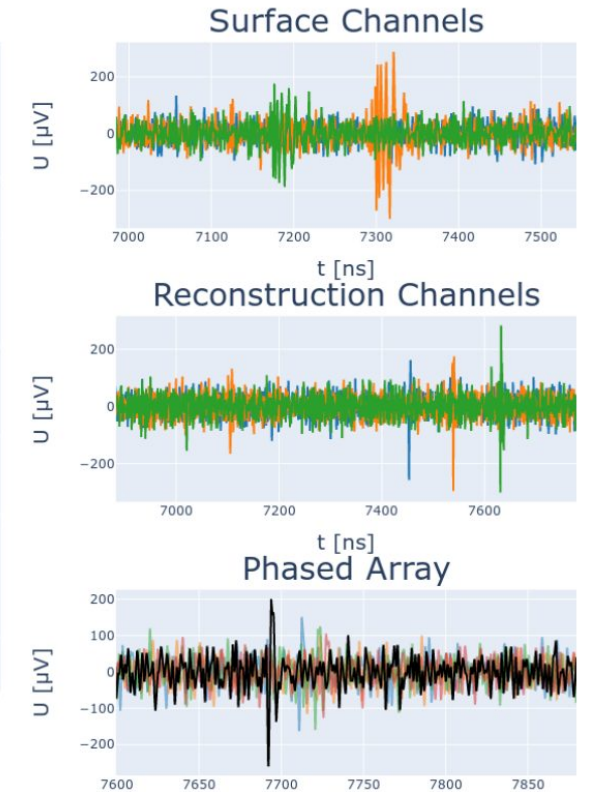 Surface Channels
200
0
−200
U [μV]
7000 7100 7200 7300 7400 7500
t [ns]
Reconstruction Channels
200
0
−200
U [μV]
7000 7200 7400 7600
t [ns]
Phased Array
200
100
0
−100
−200
U [μV]
7600 7650 7700 7750 7800 7850